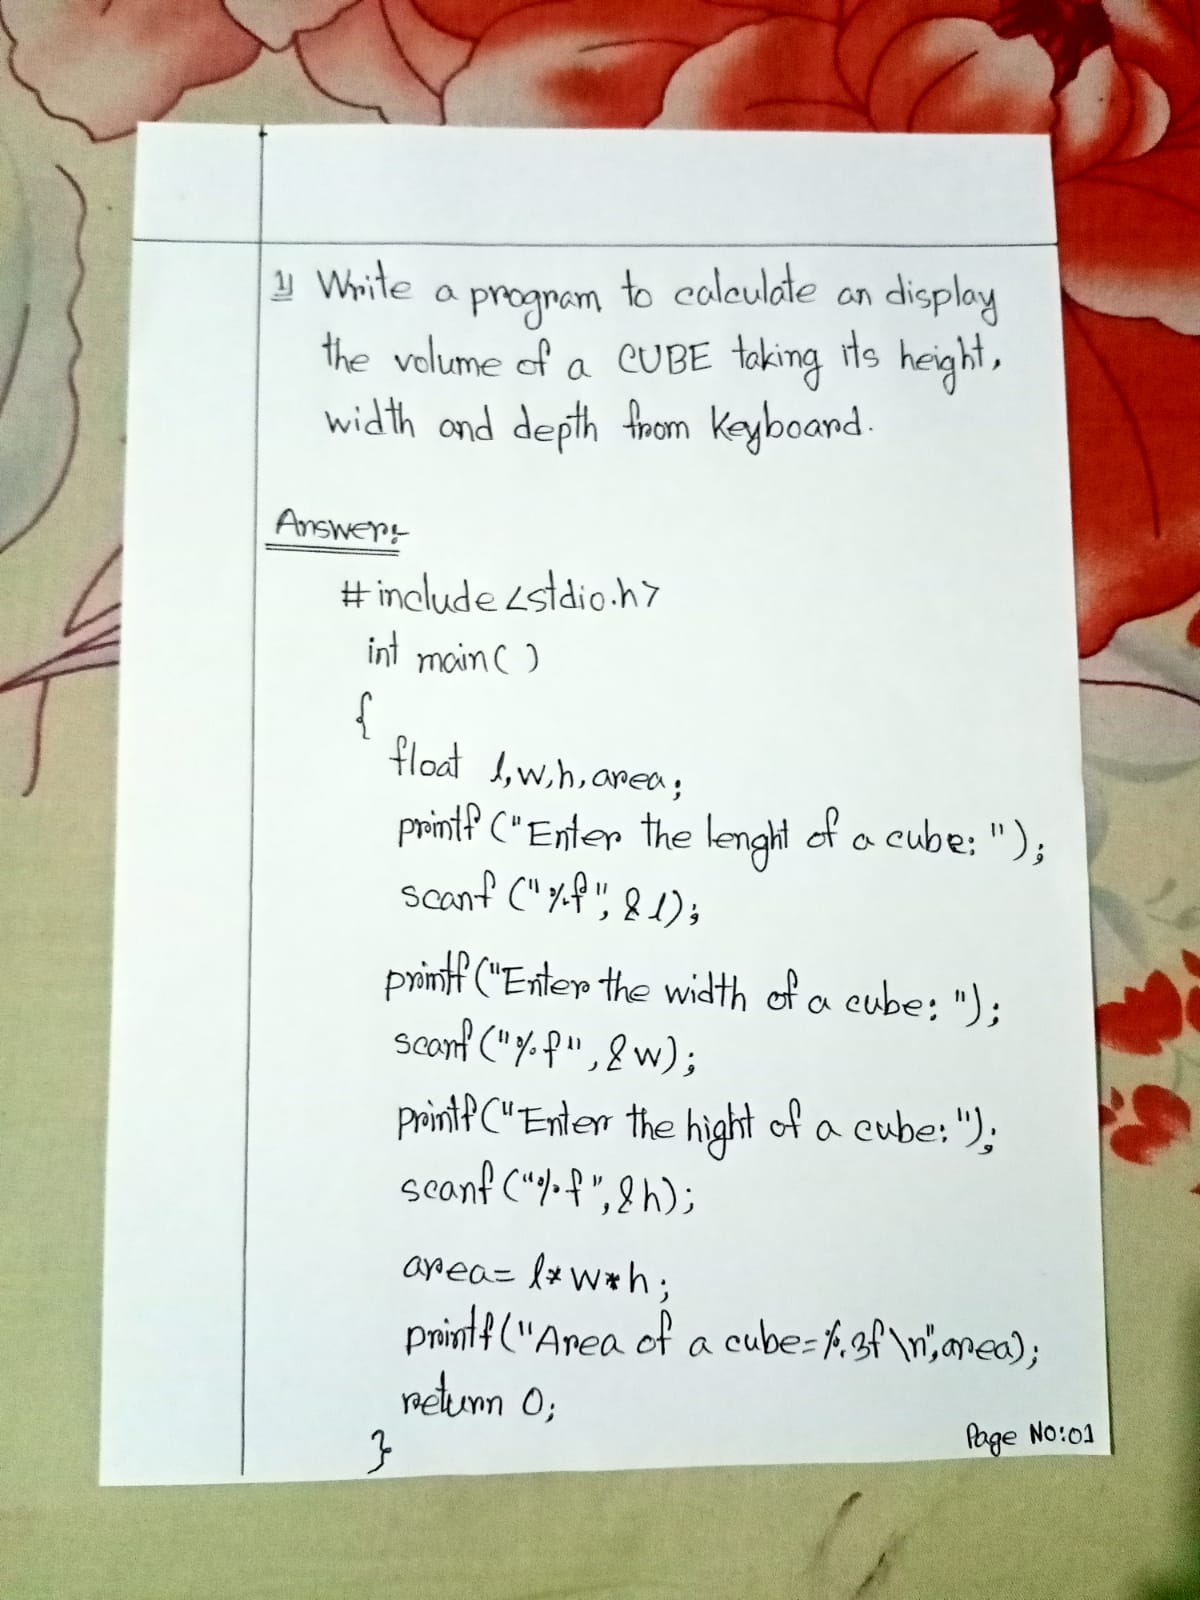 1) Write a program to calculate an display
the volume of a CUBE taking its height,
width and depth from Keyboard.
Answer:-
#include <stdio.h>
int main( )
{
float l,w,h,area;
printf ("Enter the lenght of a cube: ");
scanf ("%f", &l);
printf ("Enter the width of a cube: ");
scanf ("%f", &w);
printf ("Enter the hight of a cube: ");
scanf ("%f", &h);
area= l*w*h;
printf("Area of a cube=%.3f \n",area);
return 0;
}
Page No:01